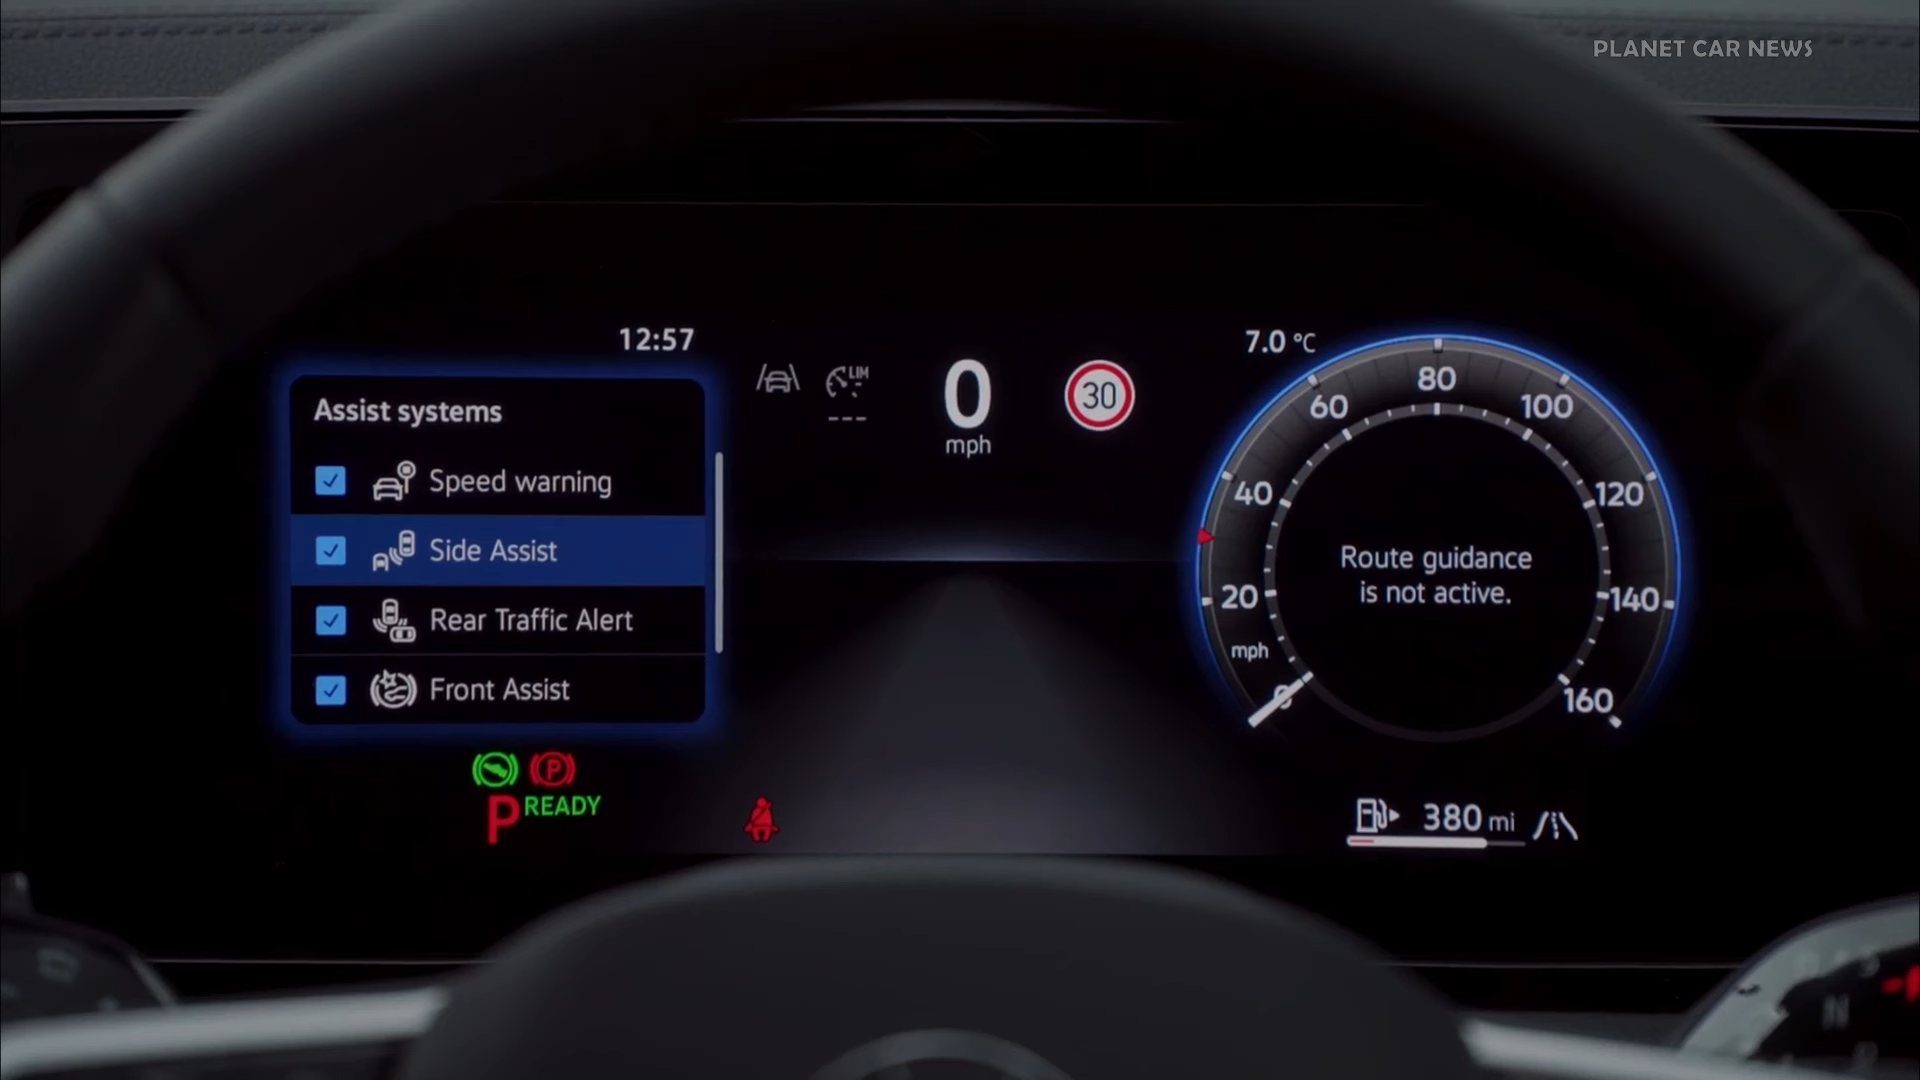 PLANET CAR NEWS
12:57
7.0 °C
Assist systems
Speed warning
Side Assist
Rear Traffic Alert
Front Assist
LIM
---
0
mph
30
0
20
40
60
80
100
120
140
160
mph
Route guidance
is not active.
P
P READY
380 mi
N